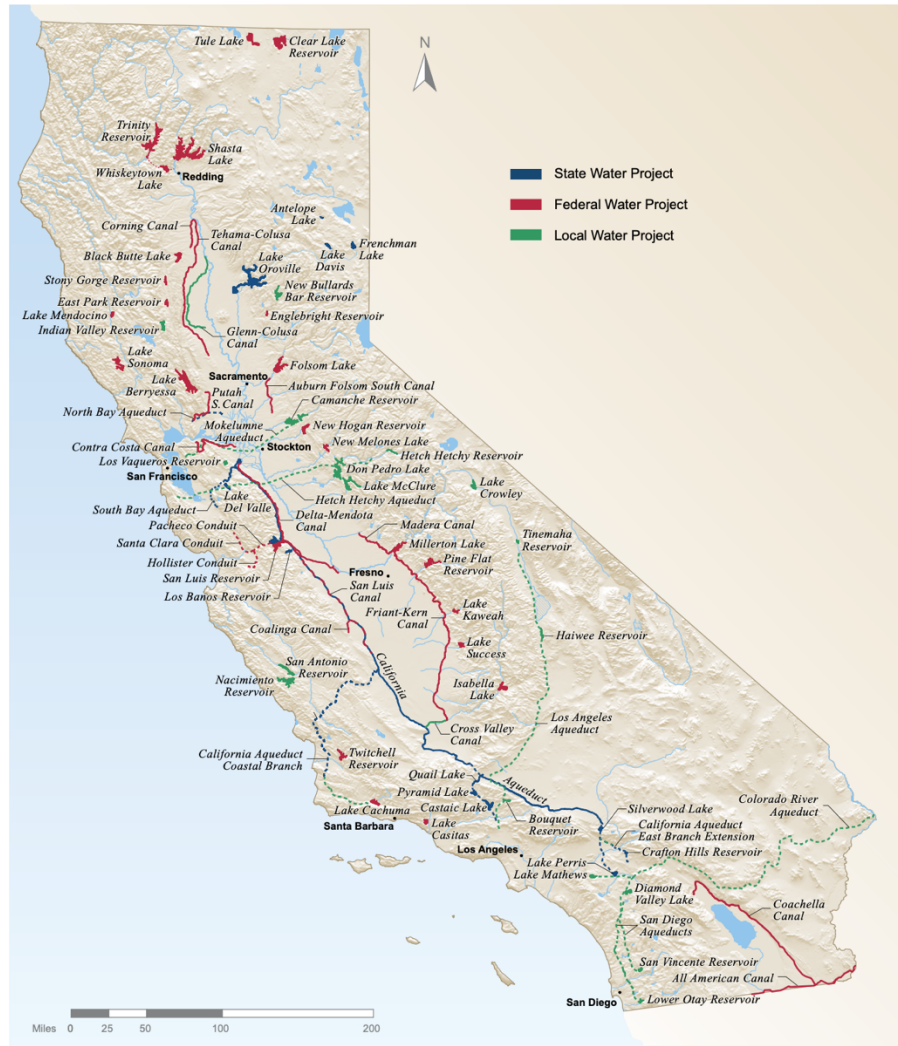 Tule Lake
Clear Lake
Reservoir
N
Trinity
Reservoir
Shasta
Lake
Whiskeytown
Lake
Redding
State Water Project
Federal Water Project
Local Water Project
Antelope
Lake
Corning Canal
Tehama-Colusa
Canal
Lake
Davis
Frenchman
Lake
Black Butte Lake
Lake
Oroville
Stony Gorge Reservoir
New Bullards
Bar Reservoir
East Park Reservoir
Lake Mendocino
Englebright Reservoir
Indian Valley Reservoir
Glenn-Colusa
Canal
Lake
Sonoma
Folsom Lake
Lake
Berryessa
Sacramento
Auburn Folsom South Canal
Putah
S.Canal
Camanche Reservoir
North Bay Aqueduct
Mokelumne
Aqueduct
New Hogan Reservoir
New Melones Lake
Contra Costa Canal
Stockton
Hetch Hetchy Reservoir
Los Vaqueros Reservoir
Don Pedro Lake
San Francisco
Lake McClure
Lake
Crowley
Lake
Del Valle
Hetch Hetchy Aqueduct
South Bay Aqueduct
Delta-Mendota
Canal
Madera Canal
Pacheco Conduit
Tinemaha
Reservoir
Santa Clara Conduit
Millerton Lake
Hollister Conduit
Pine Flat
Reservoir
San Luis Reservoir
Fresno
Los Banos Reservoir
San Luis
Canal
Lake
Kaweah
Friant-Kern
Canal
Coalinga Canal
Haiwee Reservoir
Lake
Success
San Antonio
Reservoir
California
Nacimiento
Reservoir
Isabella
Lake
Los Angeles
Aqueduct
Cross Valley
Canal
California Aqueduct
Coastal Branch
Twitchell
Reservoir
Quail Lake
Aqueduct
Pyramid Lake
Castaic Lake
Lake Cachuma
Silverwood Lake
Colorado River
Aqueduct
Santa Barbara
Lake
Casitas
Bouquet
Reservoir
California Aqueduct
East Branch Extension
Los Angeles
Crafton Hills Reservoir
Lake Perris
Lake Mathews
Diamond
Valley Lake
Coachella
Canal
San Diego
Aqueducts
San Vincente Reservoir
All American Canal
San Diego
Lower Otay Reservoir
Miles 0 25 50 100 200